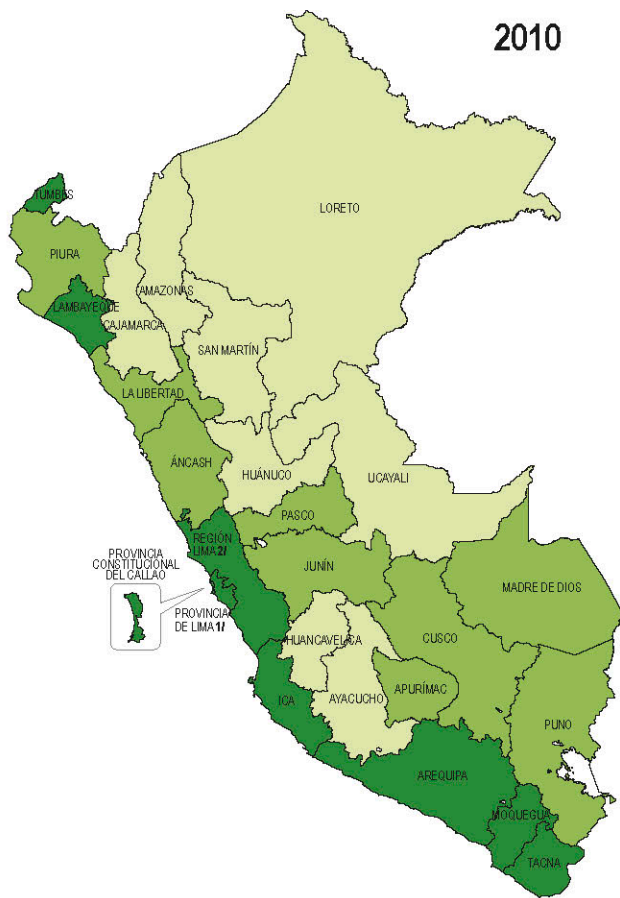 2010
LORETO
TUMBES
PIURA
AMAZONAS
LAMBAYEQUE
CAJAMARCA
SAN MARTÍN
LA LIBERTAD
ÁNCASH
HUÁNUCO
UCAYALI
PASCO
REGIÓN
LIMA 2/
PROVINCIA
CONSTITUCIONAL
DEL CALLAO
JUNÍN
MADRE DE DIOS
PROVINCIA
DE LIMA 1/
HUANCAVELICA
CUSCO
ICA
AYACUCHO
APURÍMAC
PUNO
AREQUIPA
MOQUEGUA
TACNA